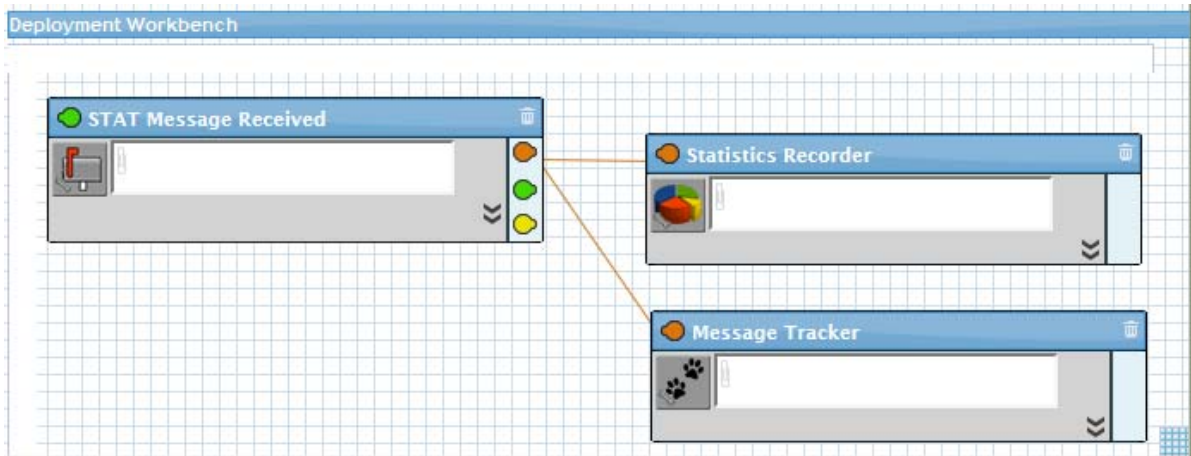 Deployment Workbench
STAT Message Received
Statistics Recorder
Message Tracker